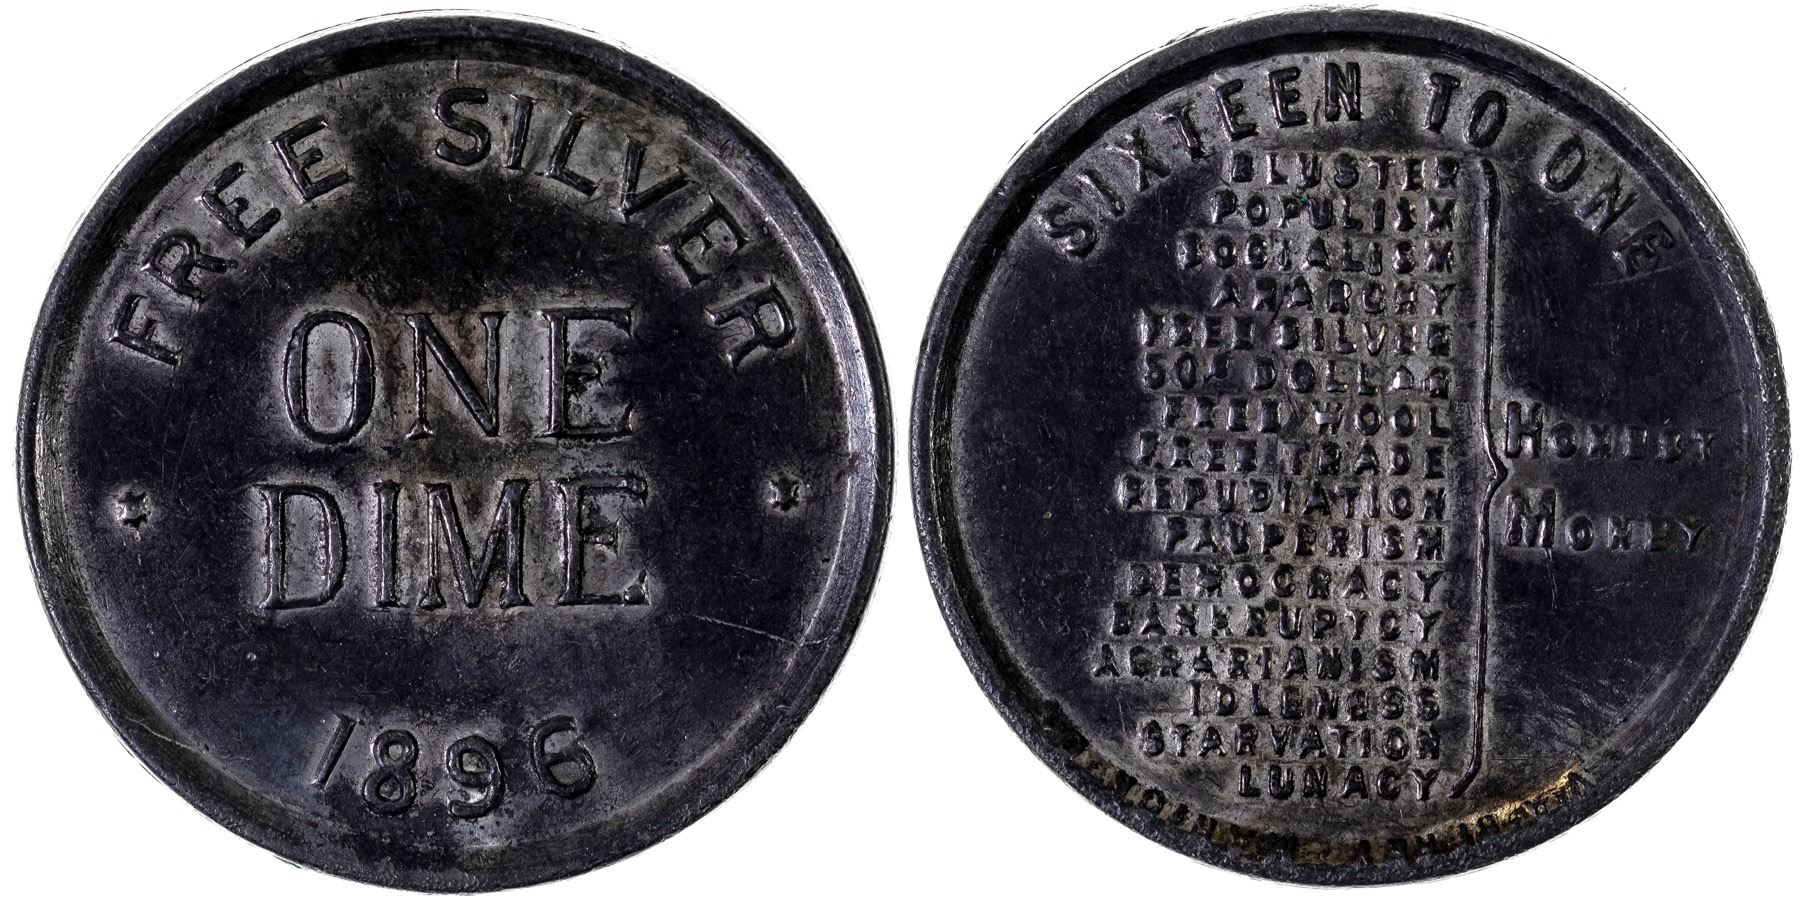 FREE SILVER
ONE
DIME
1896
SIXTEEN TO ONE
BLUSTER
POPULISM
SOCIALISM
ANARCHY
FREE SILVER
50¢ DOLLAR
FREE WOOL
FREE TRADE
REPUDIATION
PAUPERISM
DEMOCRACY
BANKRUPTCY
AGRARIANISM
IDLENESS
STARVATION
LUNACY
HONEST
MONEY